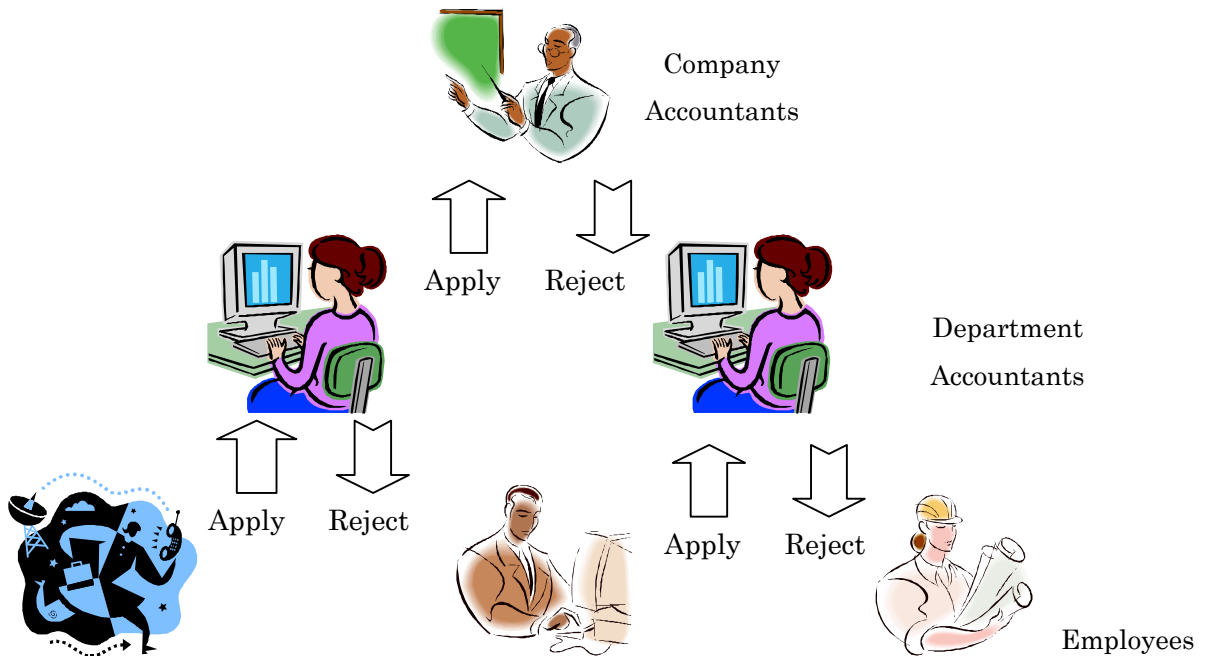 Company
Accountants
Apply
Reject
Department
Accountants
Apply
Reject
Apply
Reject
Employees